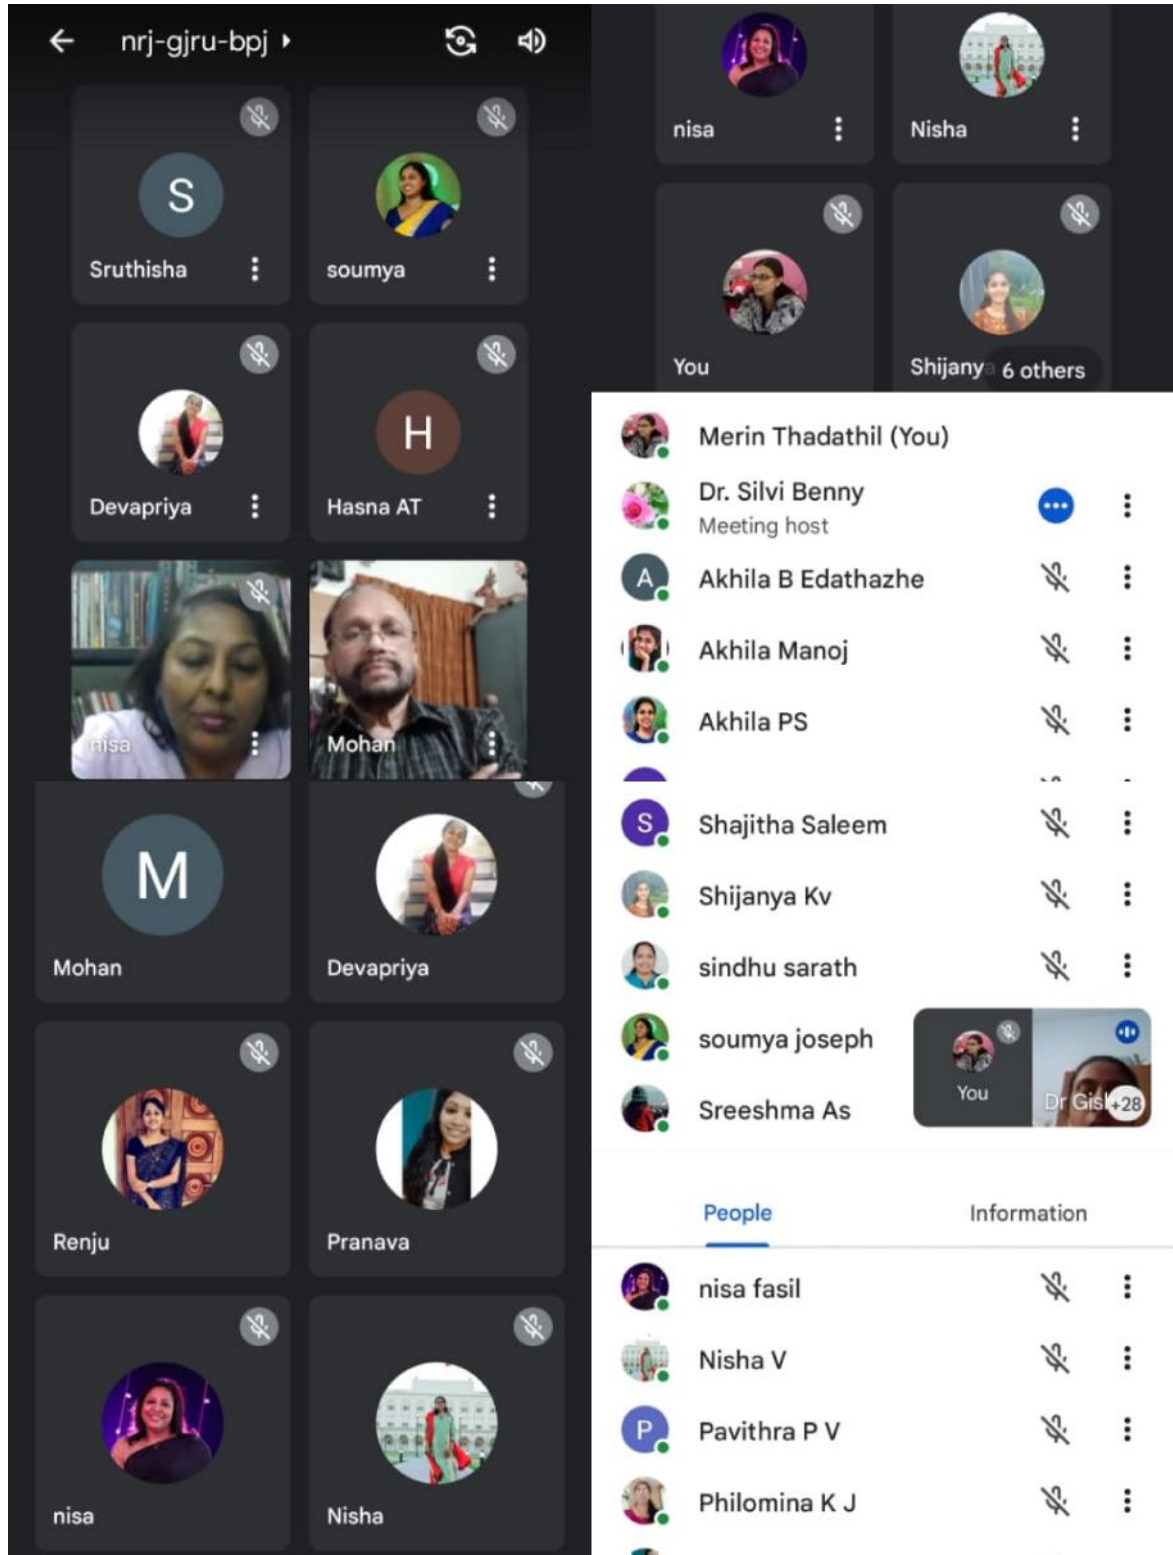 nrj-gjru-bpj
S
Sruthisha
soumya
Devapriya
H
Hasna AT
nisa
Mohan
M
Mohan
Devapriya
Renju
Pranava
nisa
Nisha
nisa
Nisha
You
Shijanya
6 others
Merin Thadathil (You)
Dr. Silvi Benny
Meeting host
A
Akhila B Edathazhe
Akhila Manoj
Akhila PS
S
Shajitha Saleem
Shijanya Kv
sindhu sarath
soumya joseph
Sreeshma As
You
Dr
+28
People
Information
nisa fasil
Nisha V
P
Pavithra P V
Philomina K J